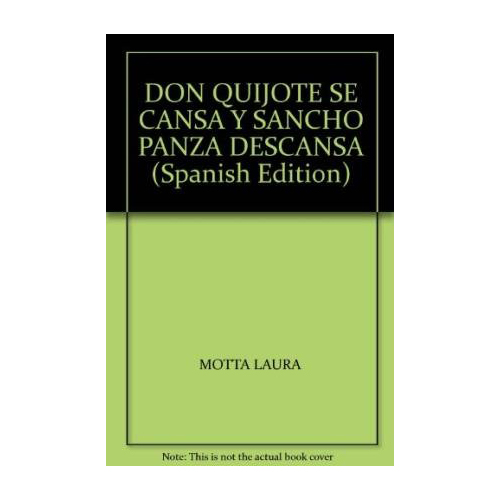 DON QUIJOTE SE
CANSA Y SANCHO
PANZA DESCANSA
(Spanish Edition)
MOTTA LAURA
Note: This is not the actual book cover